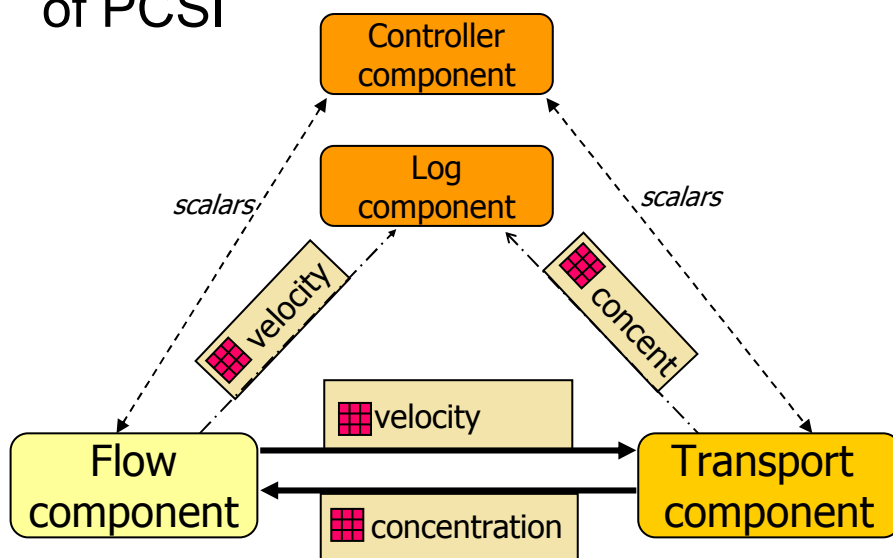 of PCSI
Controller
component
Log
component
scalars
scalars
velocity
concent
velocity
Flow
component
Transport
component
concentration